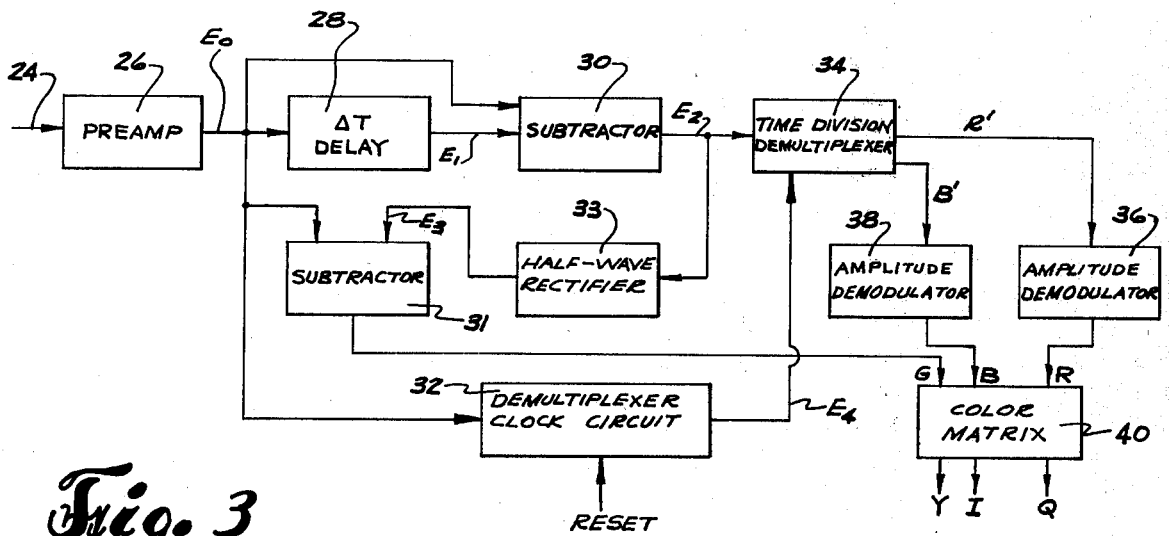 E0
28
24
26
30
34
PREAMP
ΔT
DELAY
E1
SUBTRACTOR
E2
TIME DIVISION
DEMULTIPLEXER
R'
B'
E3
33
38
36
SUBTRACTOR
31
HALF-WAVE
RECTIFIER
AMPLITUDE
DEMODULATOR
AMPLITUDE
DEMODULATOR
G B R
32
DEMULTIPLEXER
CLOCK CIRCUIT
E4
COLOR
MATRIX
40
Y I Q
RESET
Fig. 3